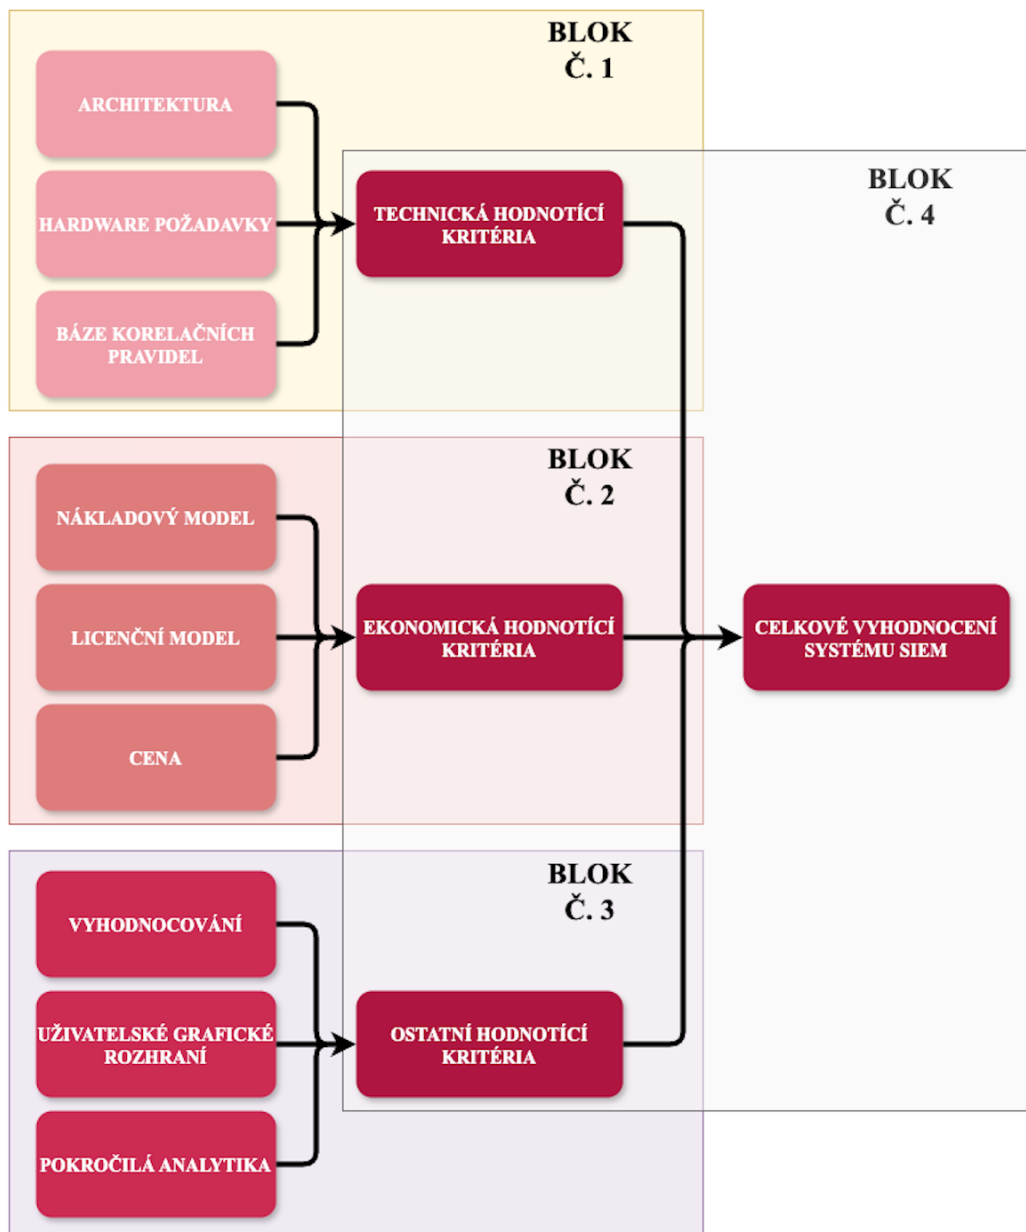 BLOK
Č. 1
ARCHITEKTURA
HARDWARE POŽADAVKY
BÁZE KORELAČNÍCH
PRAVIDEL
TECHNICKÁ HODNOTÍCÍ
KRITÉRIA
BLOK
Č. 4
BLOK
Č. 2
NÁKLADOVÝ MODEL
LICENČNÍ MODEL
CENA
EKONOMICKÁ HODNOTÍCÍ
KRITÉRIA
CELKOVÉ VYHODNOCENÍ
SYSTÉMU SIEM
BLOK
Č. 3
VYHODNOCOVÁNÍ
UŽIVATELSKÉ GRAFICKÉ
ROZHRANÍ
POKROČILÁ ANALYTIKA
OSTATNÍ HODNOTÍCÍ
KRITÉRIA